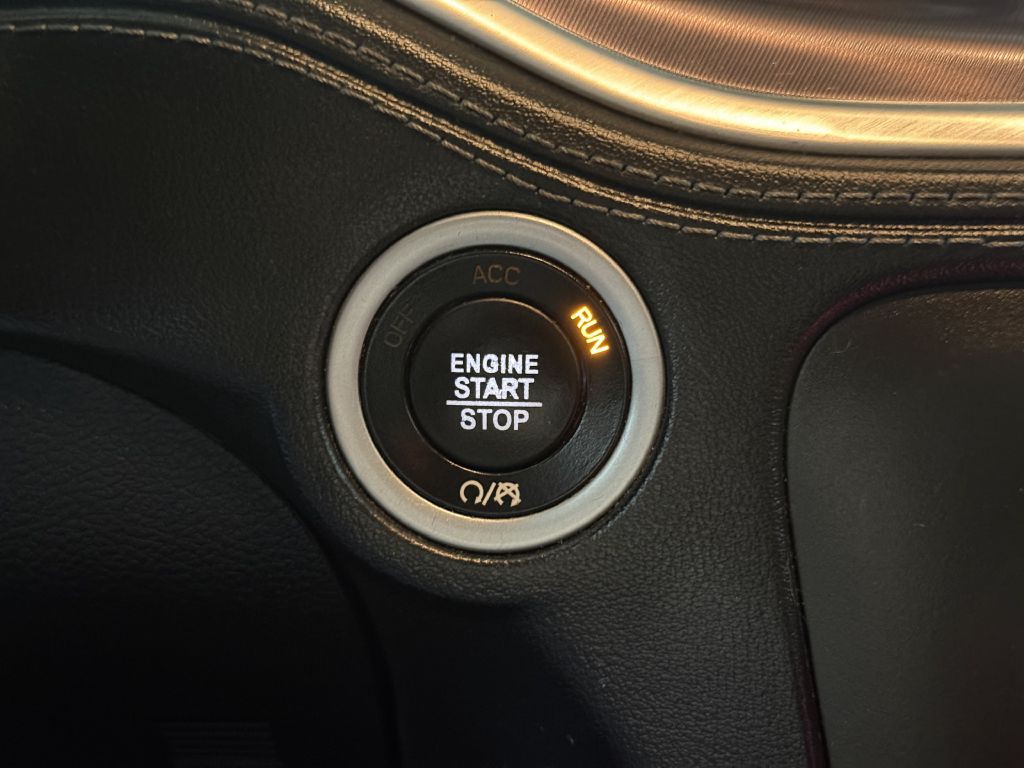 ACC
OFF
RUN
ENGINE
START
STOP